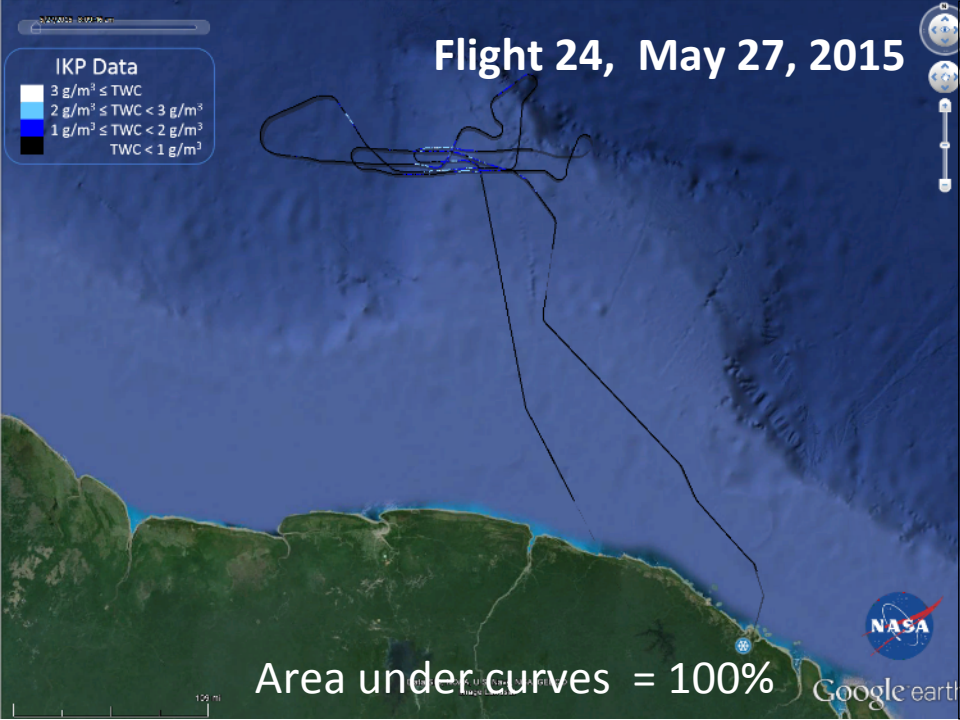 Flight 24, May 27, 2015
IKP Data
3 g/m³ ≤ TWC
2 g/m³ ≤ TWC < 3 g/m³
1 g/m³ ≤ TWC < 2 g/m³
TWC < 1 g/m³
N
NASA
Area under curves = 100%
Google earth